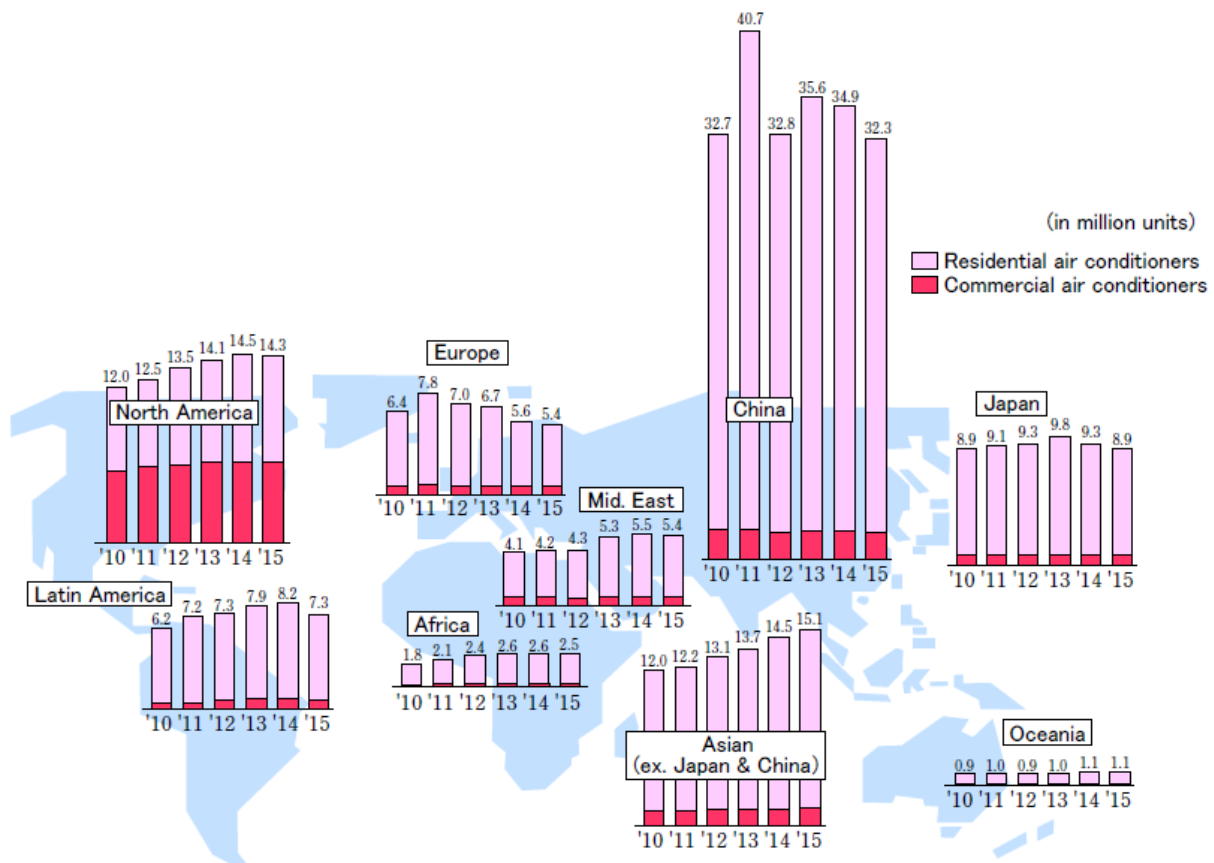 40.7
32.7 32.8 35.6 34.9 32.3
China
'10 '11 '12 '13 '14 '15
(in million units)
Residential air conditioners
Commercial air conditioners
12.0 12.5 13.5 14.1 14.5 14.3
North America
'10 '11 '12 '13 '14 '15
Europe
6.4 7.8 7.0 6.7 5.6 5.4
'10 '11 '12 '13 '14 '15
Japan
8.9 9.1 9.3 9.8 9.3 8.9
'10 '11 '12 '13 '14 '15
Mid. East
4.1 4.2 4.3 5.3 5.5 5.4
'10 '11 '12 '13 '14 '15
Latin America
6.2 7.2 7.3 7.9 8.2 7.3
'10 '11 '12 '13 '14 '15
Africa
1.8 2.1 2.4 2.6 2.6 2.5
'10 '11 '12 '13 '14 '15
12.0 12.2 13.1 13.7 14.5 15.1
Asian
(ex. Japan & China)
'10 '11 '12 '13 '14 '15
Oceania
0.9 1.0 0.9 1.0 1.1 1.1
'10 '11 '12 '13 '14 '15